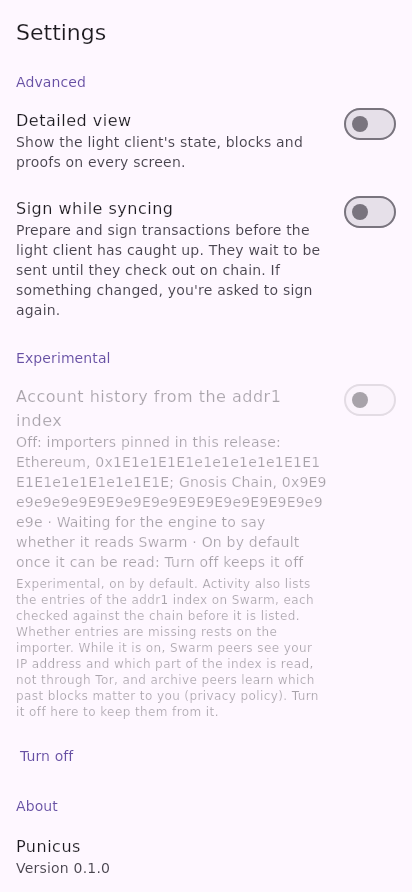 Settings
Advanced
Detailed view
Show the light client's state, blocks and
proofs on every screen.
Sign while syncing
Prepare and sign transactions before the
light client has caught up. They wait to be
sent until they check out on chain. If
something changed, you're asked to sign
again.
Experimental
Account history from the addr1
index
Off: importers pinned in this release:
Ethereum, 0x1E1e1E1E1e1e1e1e1e1E1E1
E1E1e1e1E1e1e1E1E; Gnosis Chain, 0x9E9
e9e9e9e9E9E9e9E9e9E9E9E9e9E9E9E9e9
e9e · Waiting for the engine to say
whether it reads Swarm · On by default
once it can be read: Turn off keeps it off
Experimental, on by default. Activity also lists
the entries of the addr1 index on Swarm, each
checked against the chain before it is listed.
Whether entries are missing rests on the
importer. While it is on, Swarm peers see your
IP address and which part of the index is read,
not through Tor, and archive peers learn which
past blocks matter to you (privacy policy). Turn
it off here to keep them from it.
Turn off
About
Punicus
Version 0.1.0